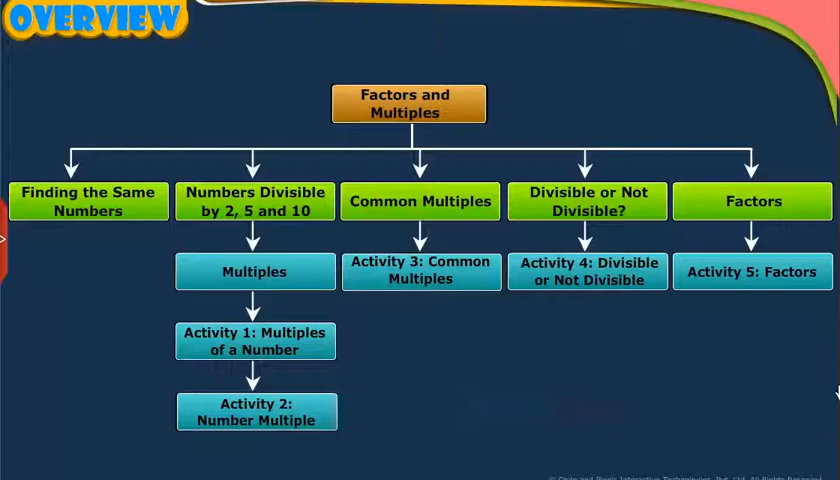 OVERVIEW
Factors and
Multiples
Finding the Same
Numbers
Numbers Divisible
by 2, 5 and 10
Common Multiples
Divisible or Not
Divisible?
Factors
Multiples
Activity 3: Common
Multiples
Activity 4: Divisible
or Not Divisible
Activity 5: Factors
Activity 1: Multiples
of a Number
Activity 2:
Number Multiple